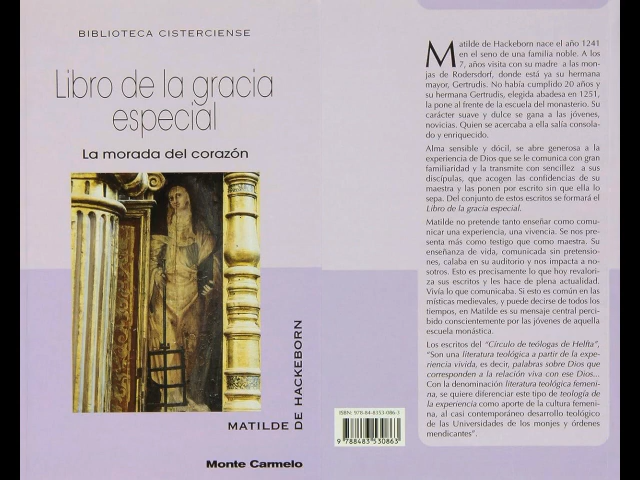 BIBLIOTECA CISTERCIENSE
Libro de la gracia
especial
La morada del corazón
MATILDE
DE HACKEBORN
Monte Carmelo
Matilde de Hackeborn nace el año 1241
en el seno de una familia noble. A los
7, años visita con su madre a las mon-
jas de Rodersdorf, donde está ya su hermana
mayor, Gertrudis. No había cumplido 20 años y
su hermana Gertrudis, elegida abadesa en 1251,
la pone al frente de la escuela del monasterio. Su
carácter suave y dulce se gana a las jóvenes,
novicias. Quien se acercaba a ella salía consola-
do y enriquecido.
Alma sensible y dócil, se abre generosa a la
experiencia de Dios que se le comunica con gran
familiaridad y la transmite con sencillez a sus
discípulas, que acogen las confidencias de su
maestra y las ponen por escrito sin que ella lo
sepa. Del conjunto de estos escritos se formará el
Libro de la gracia especial.
Matilde no pretende tanto enseñar como comu-
nicar una experiencia, una vivencia. Se nos pre-
senta más como testigo que como maestra. Su
enseñanza de vida, comunicada sin pretensio-
nes, calaba en su auditorio y nos impacta a no-
sotros. Esto es precisamente lo que hoy revalori-
za sus escritos y les hace de plena actualidad.
Vivía lo que comunicaba. Si esto es común en las
místicas medievales, y puede decirse de todos los
tiempos, en Matilde es su mensaje central perci-
bido conscientemente por las jóvenes de aquella
escuela monástica.
Los escritos del "Círculo de teólogas de Helfta",
"Son una literatura teológica a partir de la expe-
riencia vivida, es decir, palabras sobre Dios que
corresponden a la relación viva con ese Dios...
Con la denominación literatura teológica femeni-
na, se quiere diferenciar este tipo de teología de
la experiencia como aporte de la cultura femeni-
na, al casi contemporáneo desarrollo teológico
de las Universidades de los monjes y órdenes
mendicantes".
ISBN: 978-84-8353-086-3
9 788483 530863